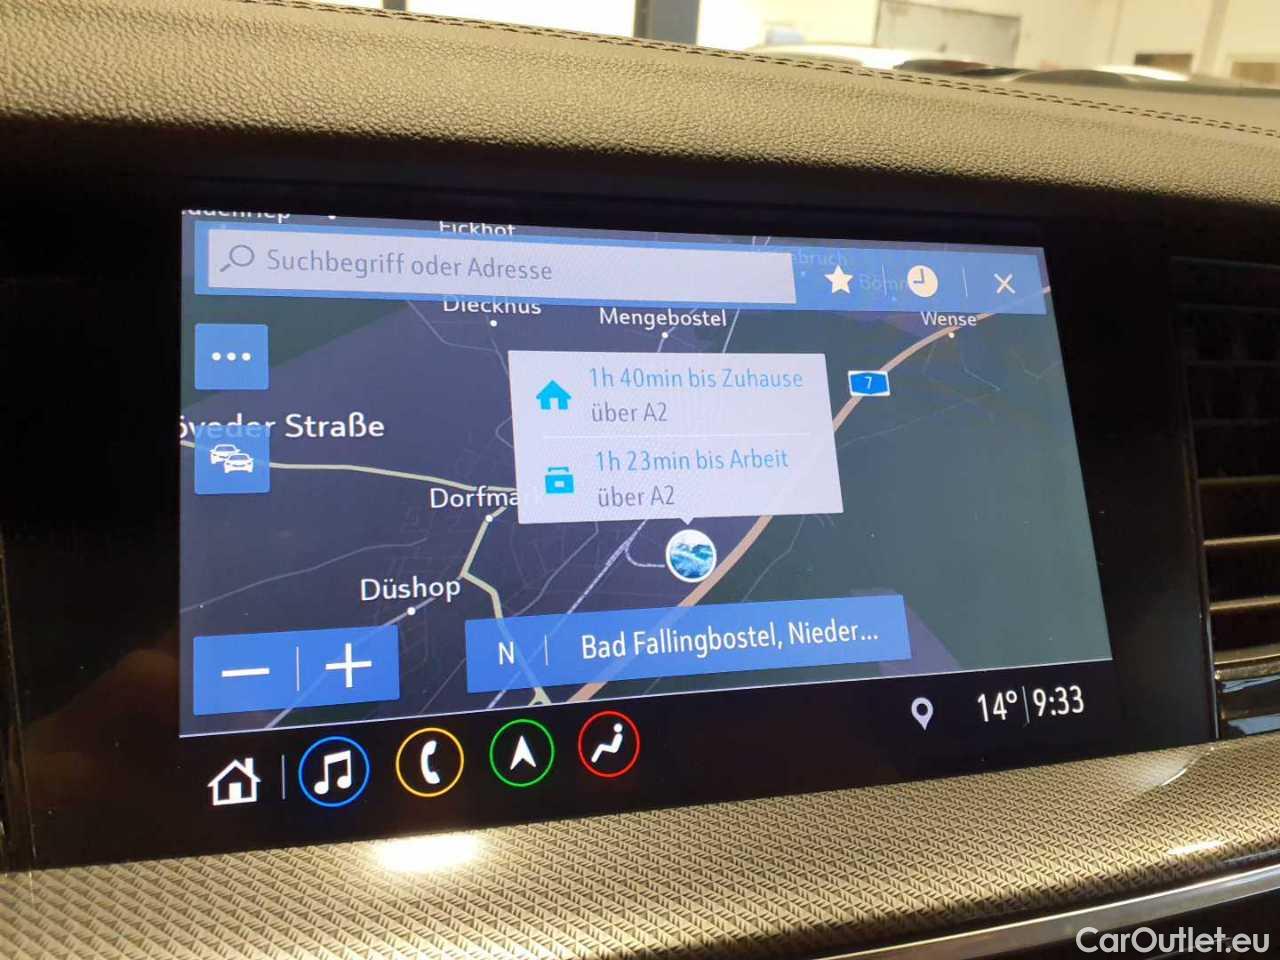 Eickhof
Suchbegriff oder Adresse
Dieckhus
Mengebostel
Wense
7
1h 40min bis Zuhause
über A2
Straße
1h 23min bis Arbeit
über A2
Düshop
N
Bad Fallingbostel, Nieder...
14° 9:33
CarOutlet.eu